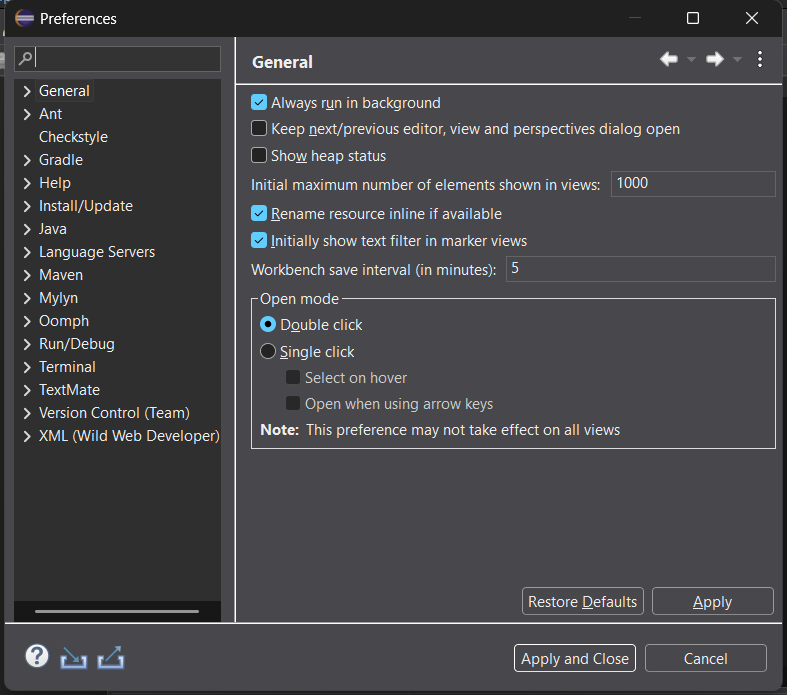 Preferences
General
Ant
Checkstyle
Gradle
Help
Install/Update
Java
Language Servers
Maven
Mylyn
Oomph
Run/Debug
Terminal
TextMate
Version Control (Team)
XML (Wild Web Developer)
General
Always run in background
Keep next/previous editor, view and perspectives dialog open
Show heap status
Initial maximum number of elements shown in views: 1000
Rename resource inline if available
Initially show text filter in marker views
Workbench save interval (in minutes): 5
Open mode
Double click
Single click
Select on hover
Open when using arrow keys
Note: This preference may not take effect on all views
Restore Defaults Apply
Apply and Close Cancel